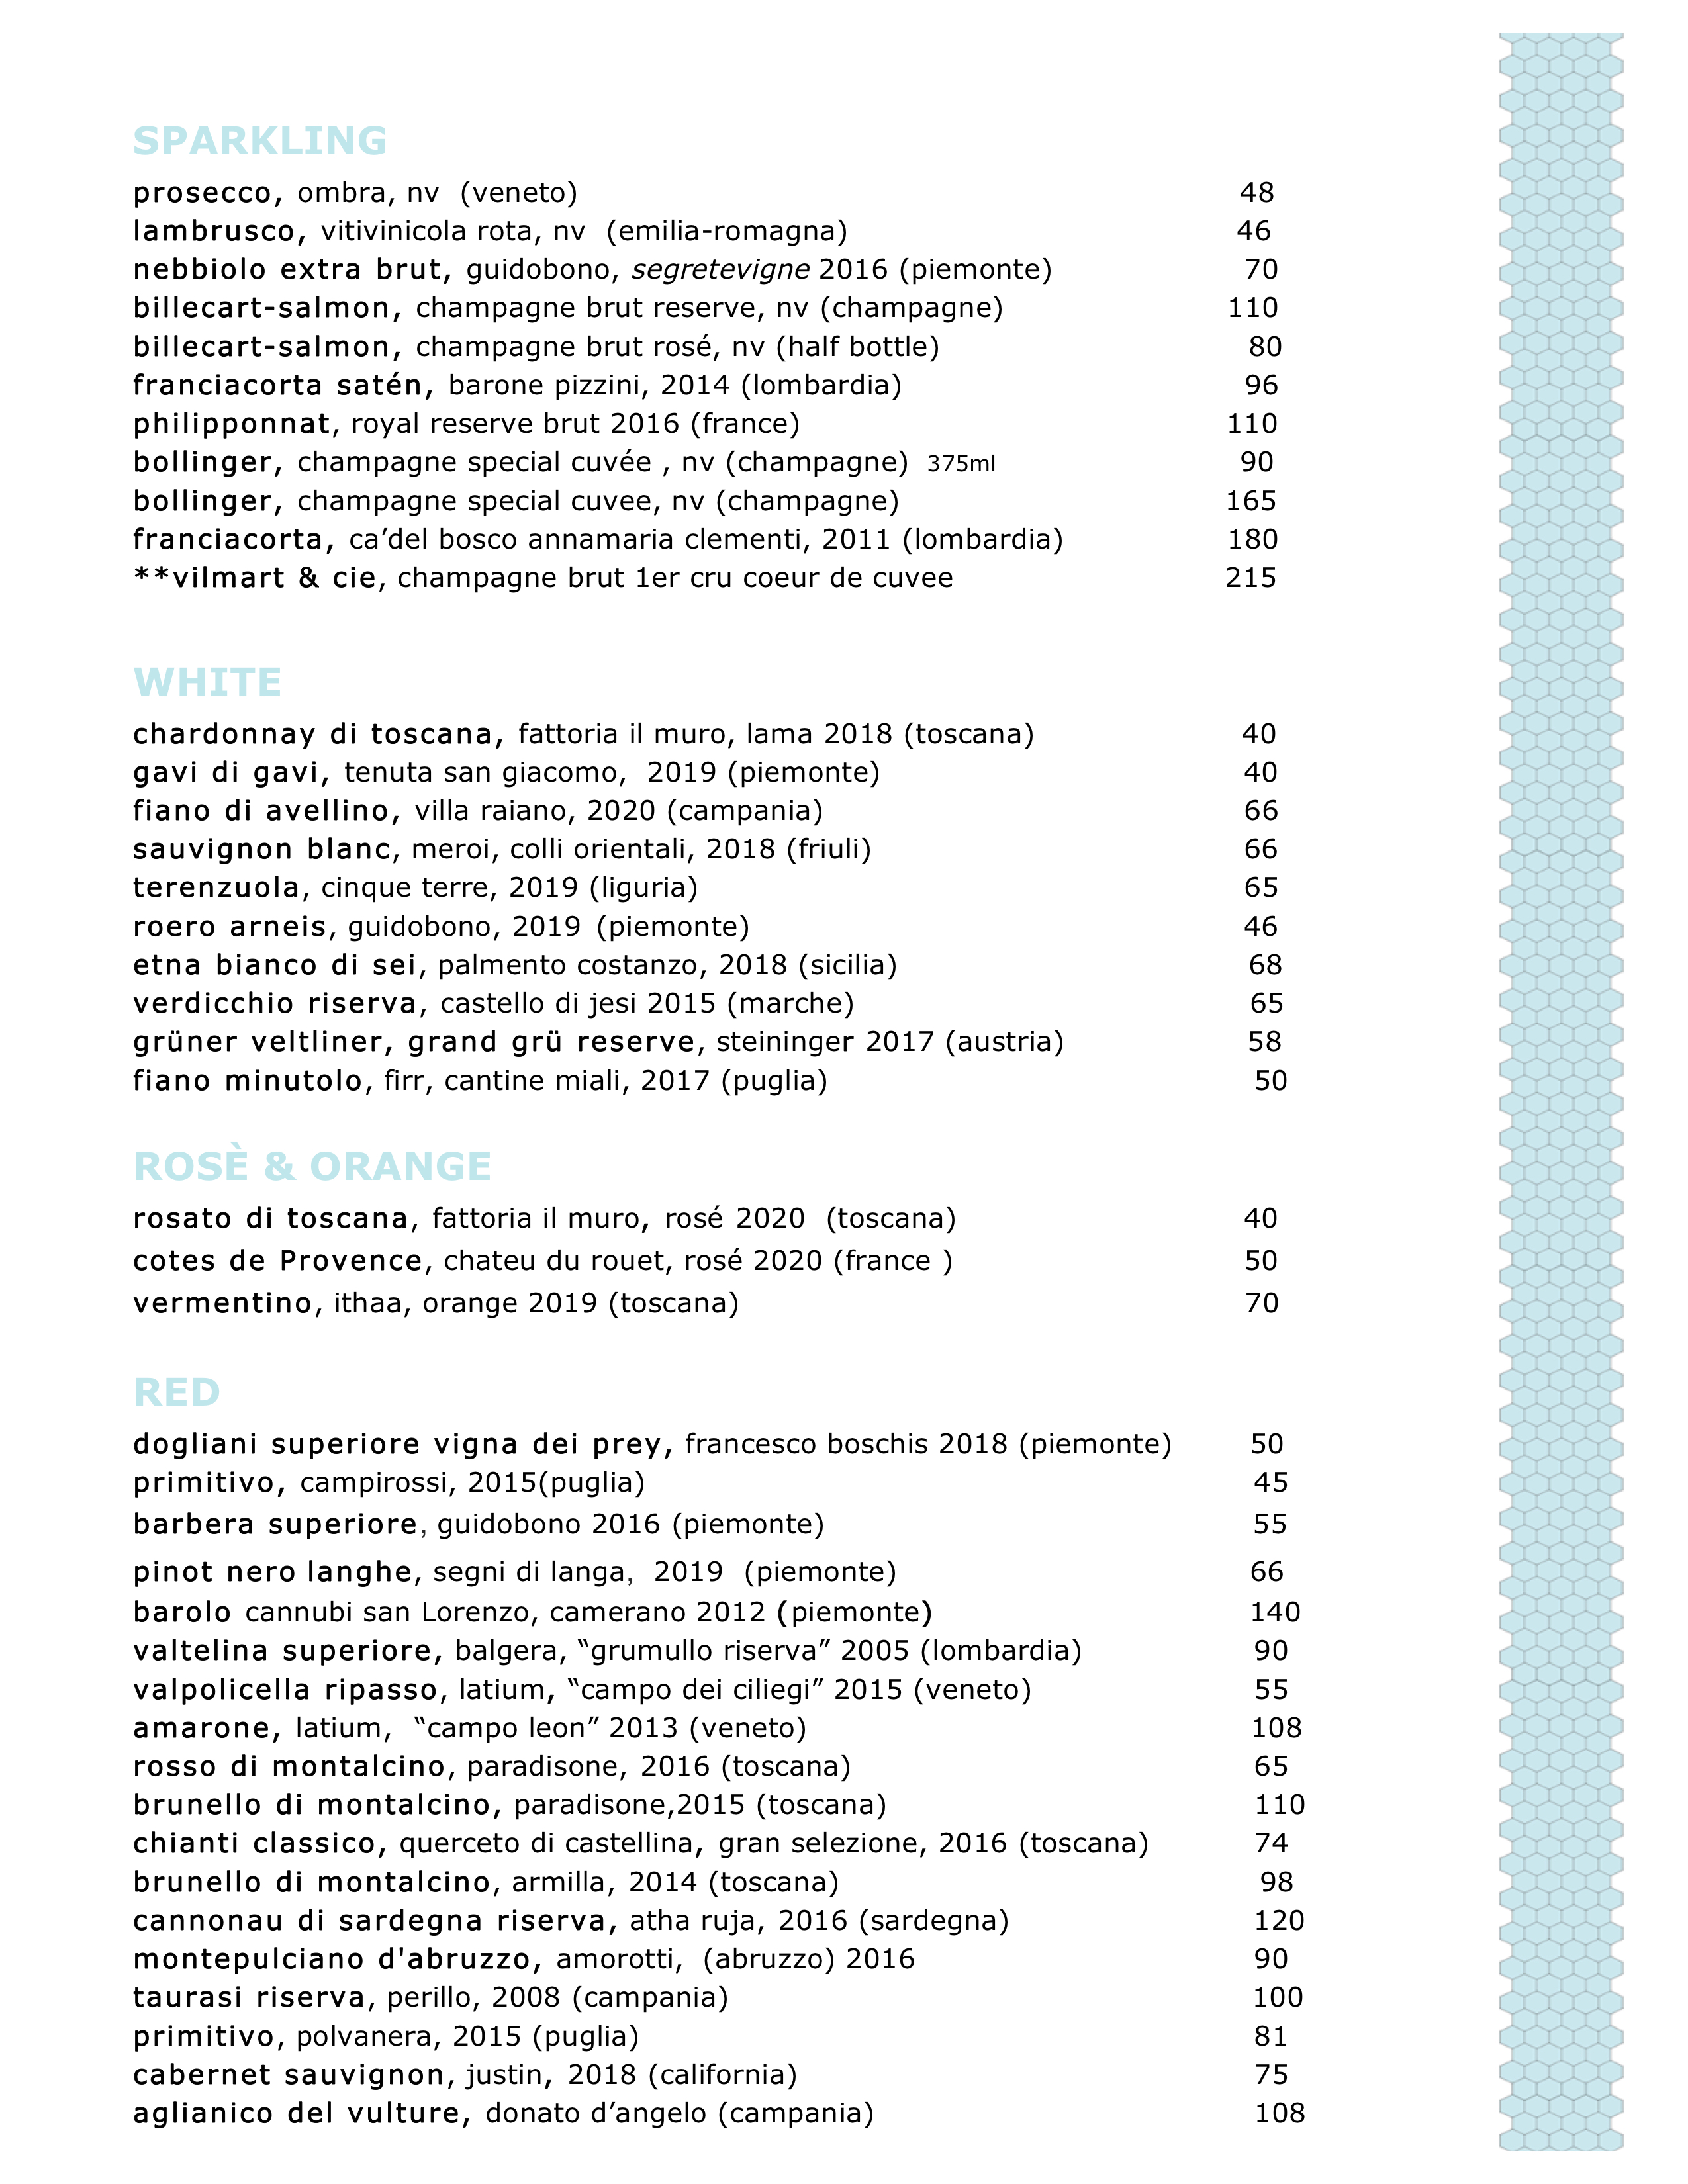 SPARKLING
prosecco, ombra, nv (veneto) 48
lambrusco, vitivinicola rota, nv (emilia-romagna) 46
nebbiolo extra brut, guidobono, segretevigne 2016 (piemonte) 70
billecart-salmon, champagne brut reserve, nv (champagne) 110
billecart-salmon, champagne brut rosé, nv (half bottle) 80
franciacorta satén, barone pizzini, 2014 (lombardia) 96
philipponnat, royal reserve brut 2016 (france) 110
bollinger, champagne special cuvée , nv (champagne) 375ml 90
bollinger, champagne special cuvee, nv (champagne) 165
franciacorta, ca’del bosco annamaria clementi, 2011 (lombardia) 180
**vilmart & cie, champagne brut 1er cru coeur de cuvee 215
WHITE
chardonnay di toscana, fattoria il muro, lama 2018 (toscana) 40
gavi di gavi, tenuta san giacomo, 2019 (piemonte) 40
fiano di avellino, villa raiano, 2020 (campania) 66
sauvignon blanc, meroi, colli orientali, 2018 (friuli) 66
terenzuola, cinque terre, 2019 (liguria) 65
roero arneis, guidobono, 2019 (piemonte) 46
etna bianco di sei, palmento costanzo, 2018 (sicilia) 68
verdicchio riserva, castello di jesi 2015 (marche) 65
grüner veltliner, grand grü reserve, steininger 2017 (austria) 58
fiano minutolo, firr, cantine miali, 2017 (puglia) 50
ROSÈ & ORANGE
rosato di toscana, fattoria il muro, rosé 2020 (toscana) 40
cotes de Provence, chateu du rouet, rosé 2020 (france ) 50
vermentino, ithaa, orange 2019 (toscana) 70
RED
dogliani superiore vigna dei prey, francesco boschis 2018 (piemonte) 50
primitivo, campirossi, 2015(puglia) 45
barbera superiore, guidobono 2016 (piemonte) 55
pinot nero langhe, segni di langa, 2019 (piemonte) 66
barolo cannubi san Lorenzo, camerano 2012 (piemonte) 140
valtelina superiore, balgera, “grumullo riserva” 2005 (lombardia) 90
valpolicella ripasso, latium, “campo dei ciliegi” 2015 (veneto) 55
amarone, latium, “campo leon” 2013 (veneto) 108
rosso di montalcino, paradisone, 2016 (toscana) 65
brunello di montalcino, paradisone,2015 (toscana) 110
chianti classico, querceto di castellina, gran selezione, 2016 (toscana) 74
brunello di montalcino, armilla, 2014 (toscana) 98
cannonau di sardegna riserva, atha ruja, 2016 (sardegna) 120
montepulciano d'abruzzo, amorotti, (abruzzo) 2016 90
taurasi riserva, perillo, 2008 (campania) 100
primitivo, polvanera, 2015 (puglia) 81
cabernet sauvignon, justin, 2018 (california) 75
aglianico del vulture, donato d’angelo (campania) 108